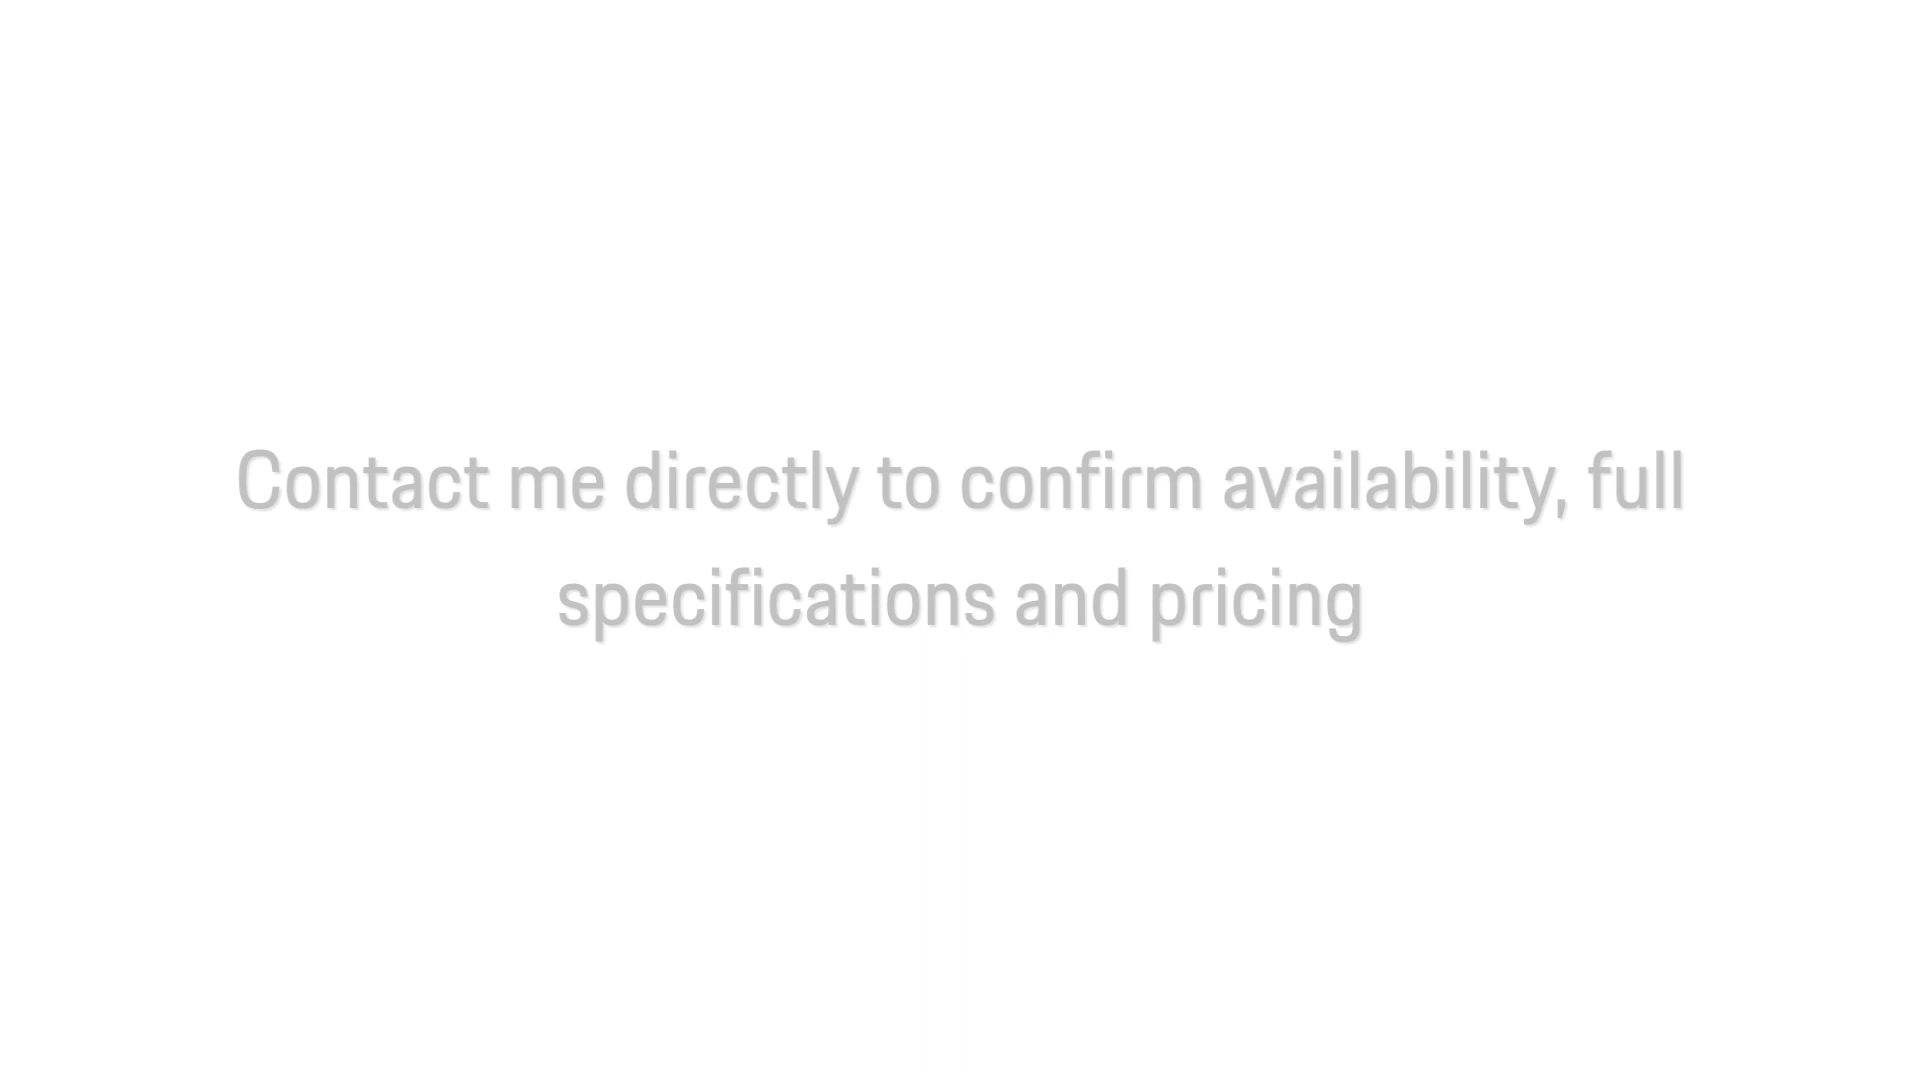 Contact me directly to confirm availability, full
specifications and pricing